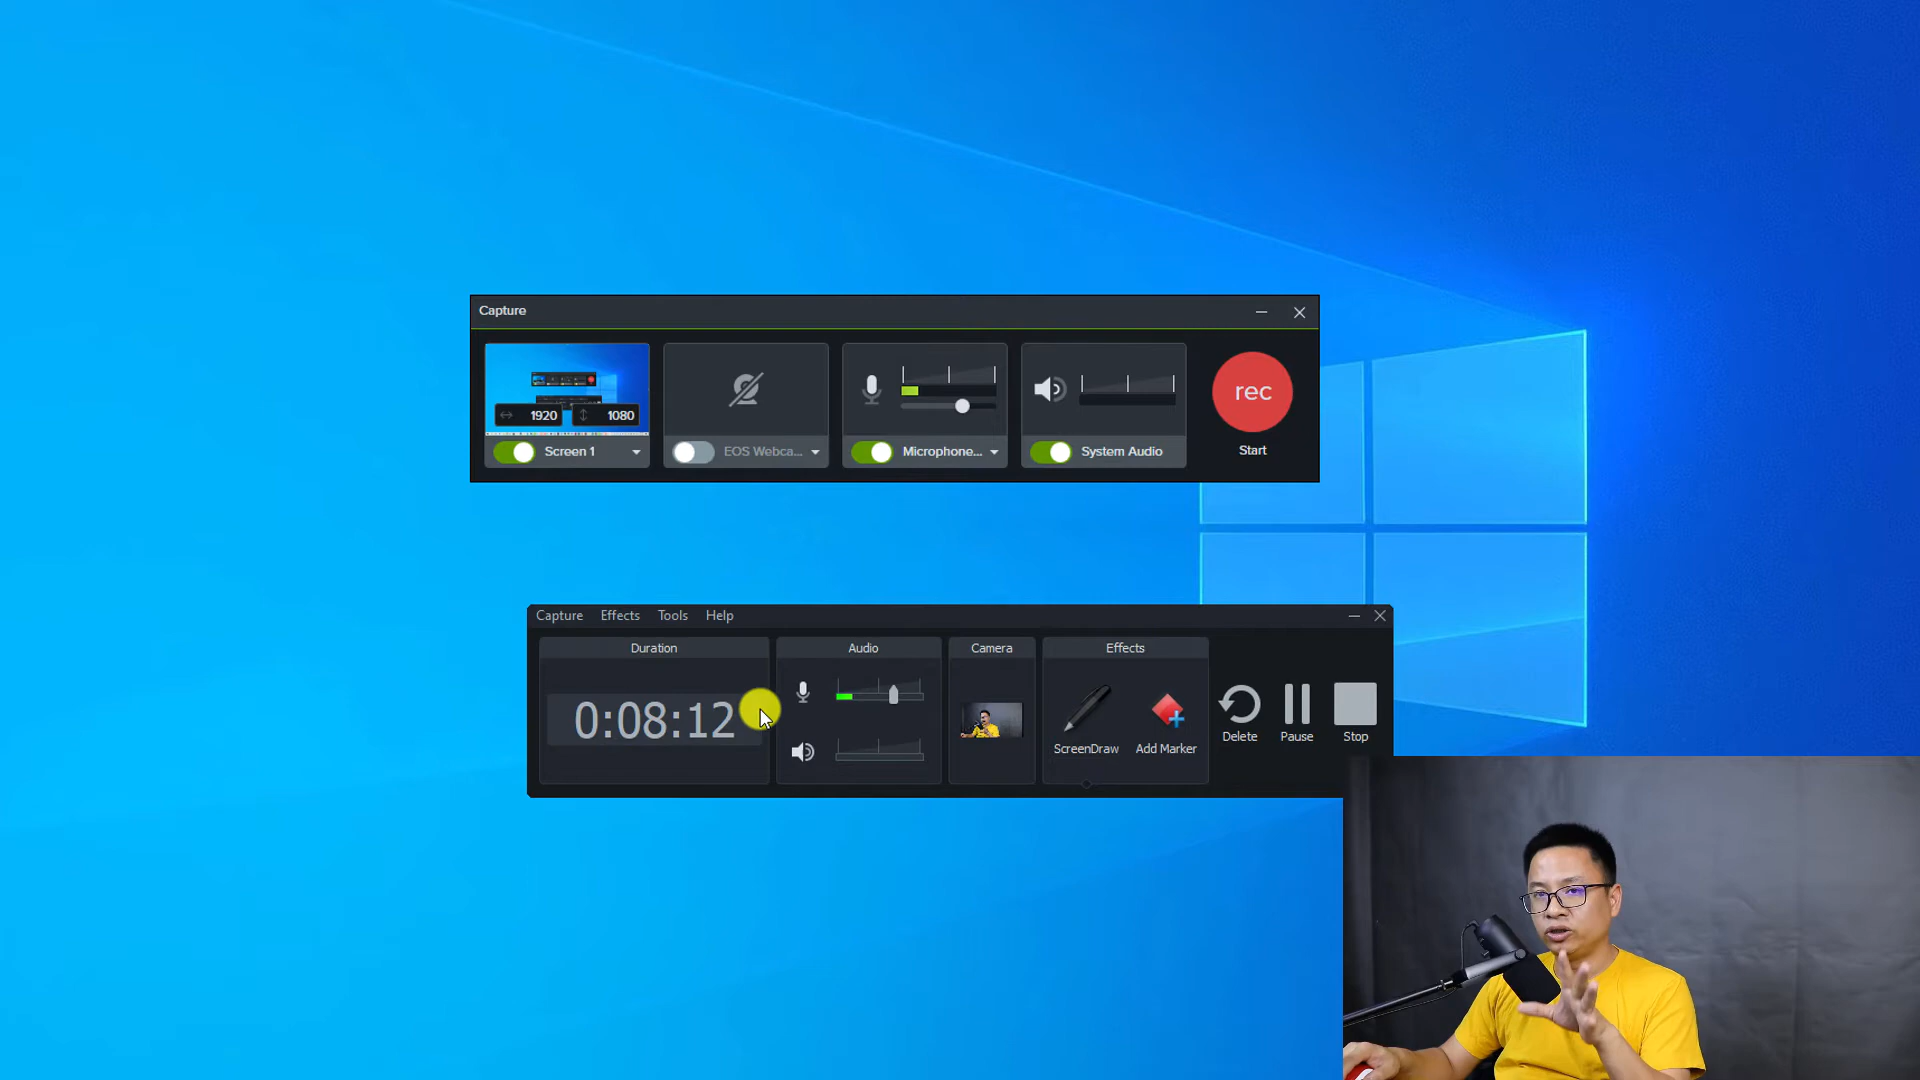 Capture
1920 1080
Screen 1
EOS Webca...
Microphone...
System Audio
rec
Start
Capture Effects Tools Help
Duration Audio Camera Effects
0:08:12
ScreenDraw Add Marker
Delete Pause Stop